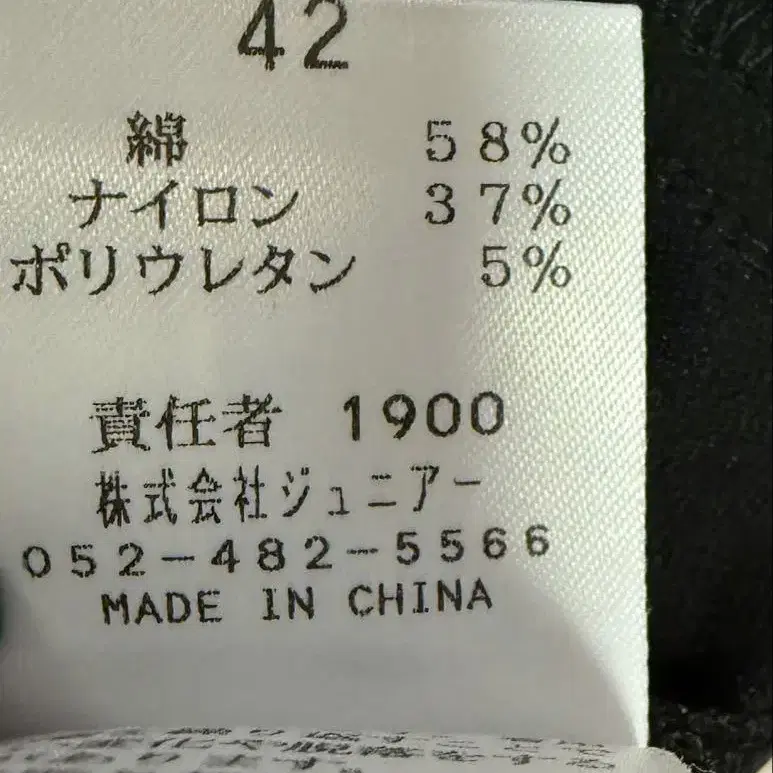 42
綿 58%
ナイロン 37%
ポリウレタン 5%
責任者 1900
株式会社ジュニアー
052-482-5566
MADE IN CHINA